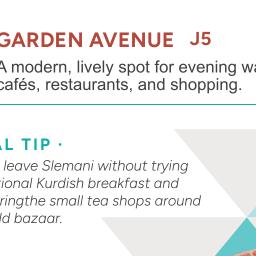 GARDEN AVENUE J5
A modern, lively spot for evening
cafés, restaurants, and shopping.
TIP ·
leave Slemani without trying
Kurdish breakfast and
the small tea shops around
bazaar.